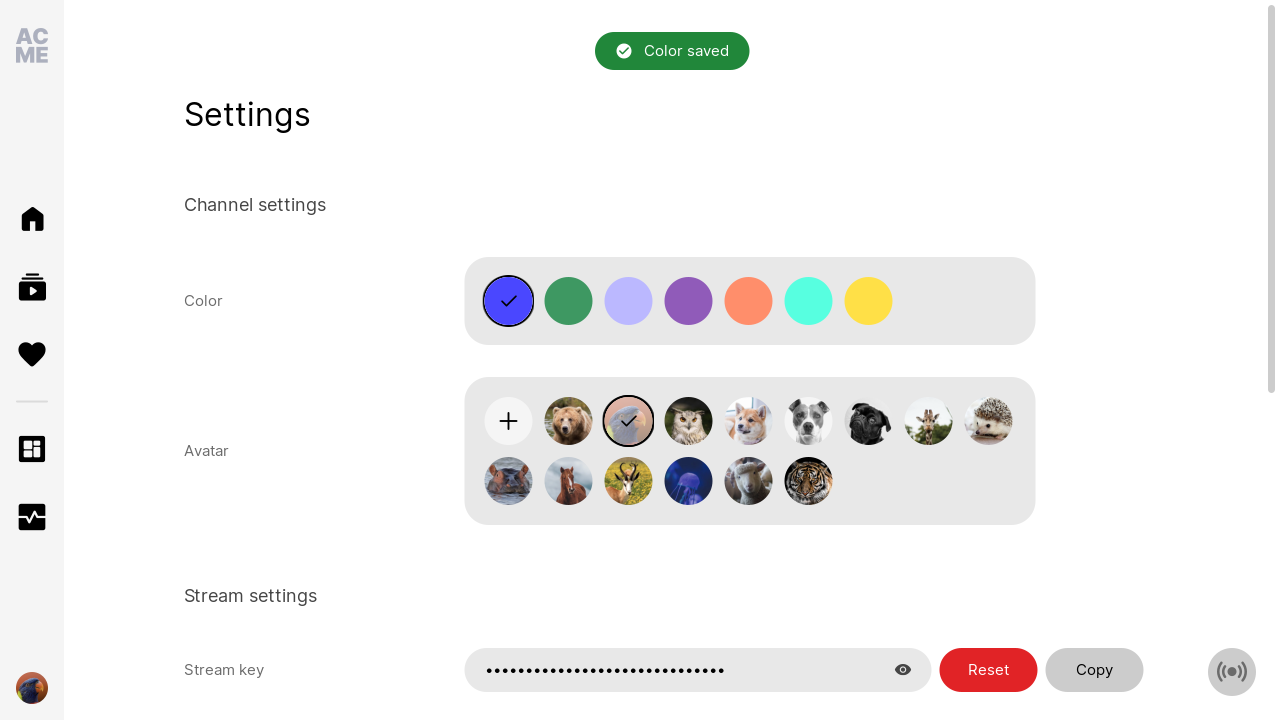 AC
ME
Color saved
Settings
Channel settings
Color
Avatar
Stream settings
Stream key
••••••••••••••••••••••••••••••
Reset
Copy